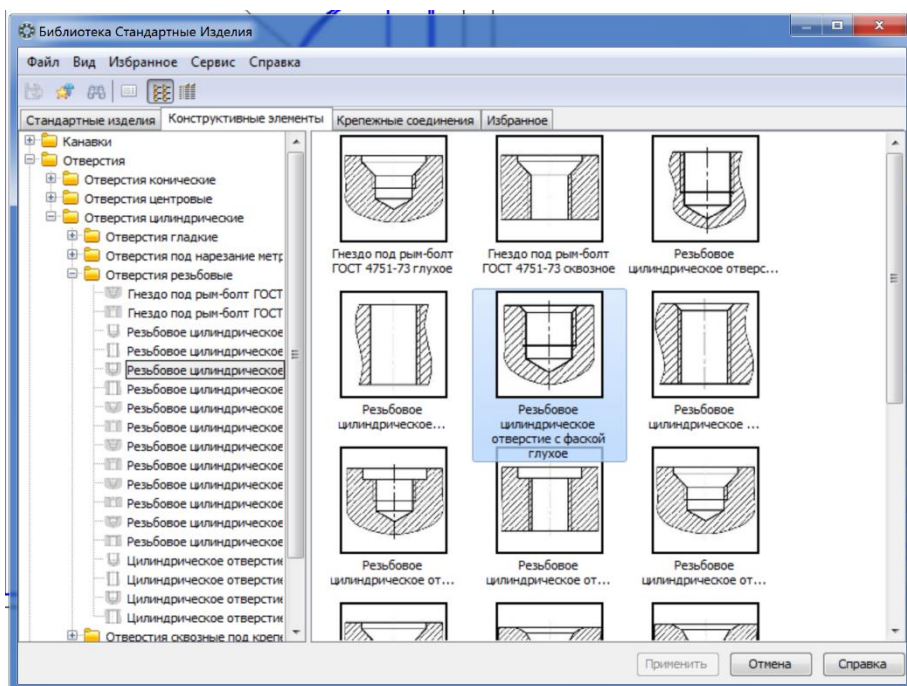 Библиотека Стандартные Изделия
Файл Вид Избранное Сервис Справка
Стандартные изделия Конструктивные элементы Крепежные соединения Избранное
Канавки
Отверстия
Отверстия конические
Отверстия центровые
Отверстия цилиндрические
Отверстия гладкие
Отверстия под нарезание метр
Отверстия резьбовые
Гнездо под рым-болт ГОСТ
Гнездо под рым-болт ГОСТ
Резьбовое цилиндрическое
Резьбовое цилиндрическое
Резьбовое цилиндрическое
Резьбовое цилиндрическое
Резьбовое цилиндрическое
Резьбовое цилиндрическое
Резьбовое цилиндрическое
Резьбовое цилиндрическое
Резьбовое цилиндрическое
Резьбовое цилиндрическое
Резьбовое цилиндрическое
Резьбовое цилиндрическое
Цилиндрическое отверстие
Цилиндрическое отверстие
Цилиндрическое отверстие
Цилиндрическое отверстие
Отверстия сквозные под крепе
Гнездо под рым-болт
ГОСТ 4751-73 глухое
Гнездо под рым-болт
ГОСТ 4751-73 сквозное
Резьбовое
цилиндрическое отверс...
Резьбовое
цилиндрическое...
Резьбовое
цилиндрическое
отверстие с фаской
глухое
Резьбовое
цилиндрическое ...
Резьбовое
цилиндрическое от...
Резьбовое
цилиндрическое от...
Резьбовое
цилиндрическое от...
Применить Отмена Справка